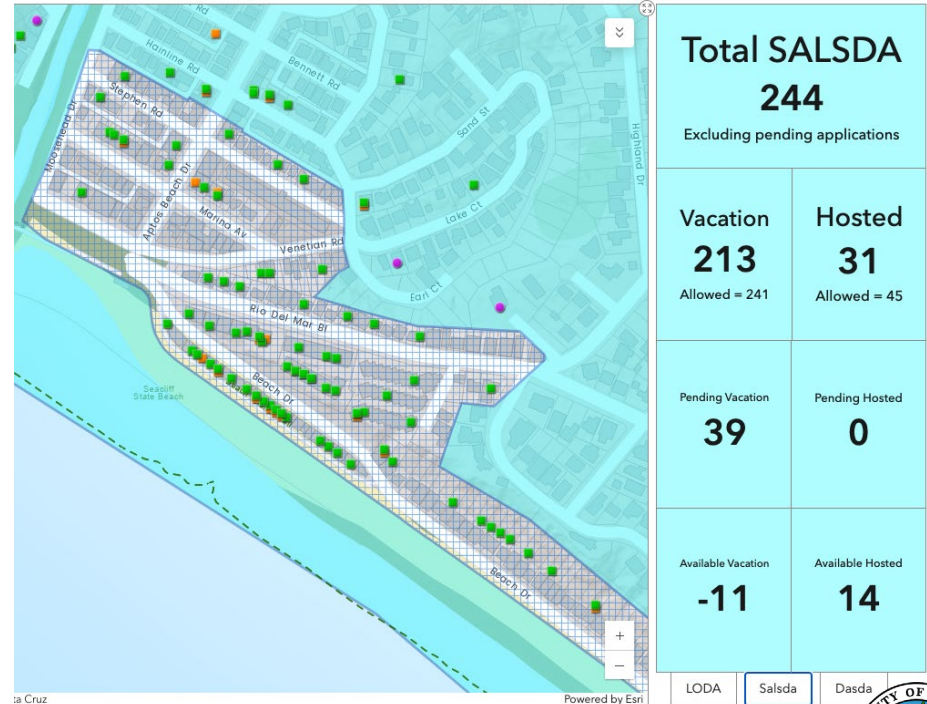 Rd
Hainline Rd
Bennett Rd
Stephen Rd
Moosehead Dr
Sand St
Highland Dr
Aptos Beach Dr
Marina Av
Lake Ct
Venetian Rd
Earl Ct
Rio Del Mar Bl
Seacliff
State Beach
Beach Dr
Beach Dr
ta Cruz
Powered by Esri
+
−
Total SALSDA
244
Excluding pending applications
Vacation
213
Allowed = 241
Hosted
31
Allowed = 45
Pending Vacation
39
Pending Hosted
0
Available Vacation
-11
Available Hosted
14
LODA
Salsda
Dasda
TY OF